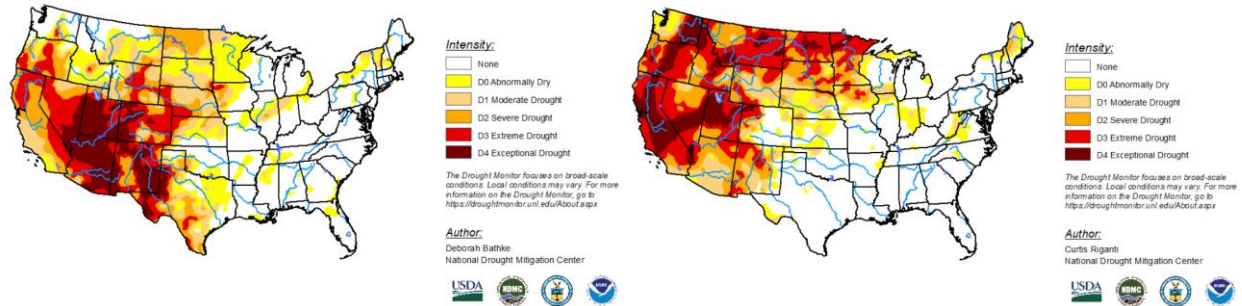 Intensity:
None
D0 Abnormally Dry
D1 Moderate Drought
D2 Severe Drought
D3 Extreme Drought
D4 Exceptional Drought
The Drought Monitor focuses on broad-scale
conditions. Local conditions may vary. For more
information on the Drought Monitor, go to
https://droughtmonitor.unl.edu/About.aspx
Author:
Deborah Bathke
National Drought Mitigation Center
USDA
NDMC
Intensity:
None
D0 Abnormally Dry
D1 Moderate Drought
D2 Severe Drought
D3 Extreme Drought
D4 Exceptional Drought
The Drought Monitor focuses on broad-scale
conditions. Local conditions may vary. For more
information on the Drought Monitor, go to
https://droughtmonitor.unl.edu/About.aspx
Author:
Curtis Riganti
National Drought Mitigation Center
USDA
NDMC